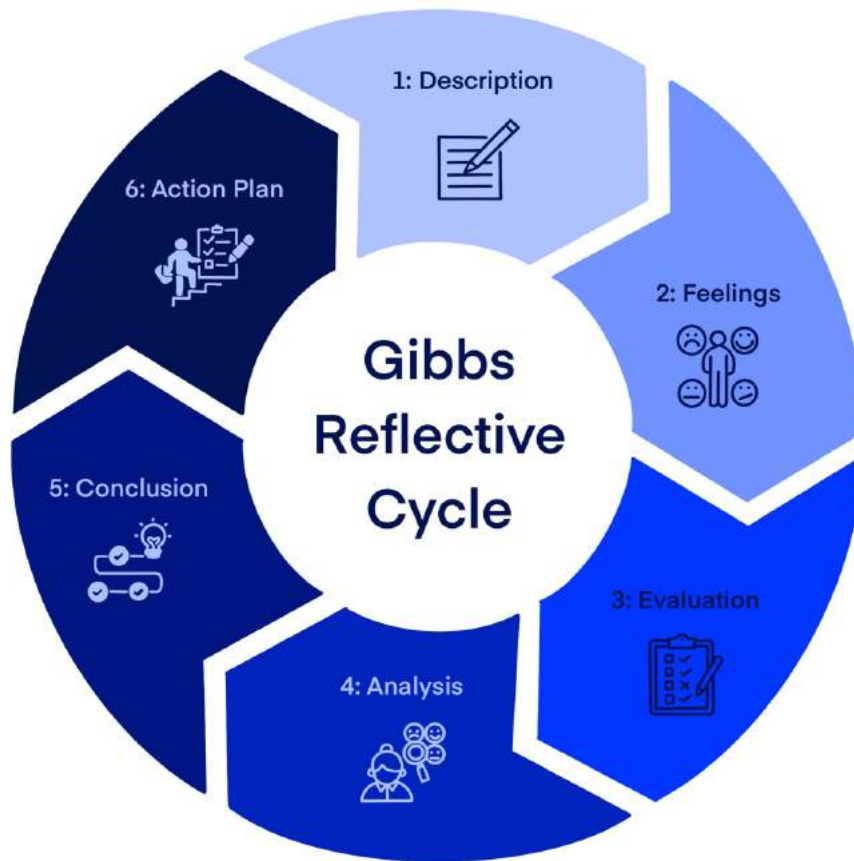 1: Description
2: Feelings
3: Evaluation
4: Analysis
5: Conclusion
6: Action Plan
Gibbs
Reflective
Cycle